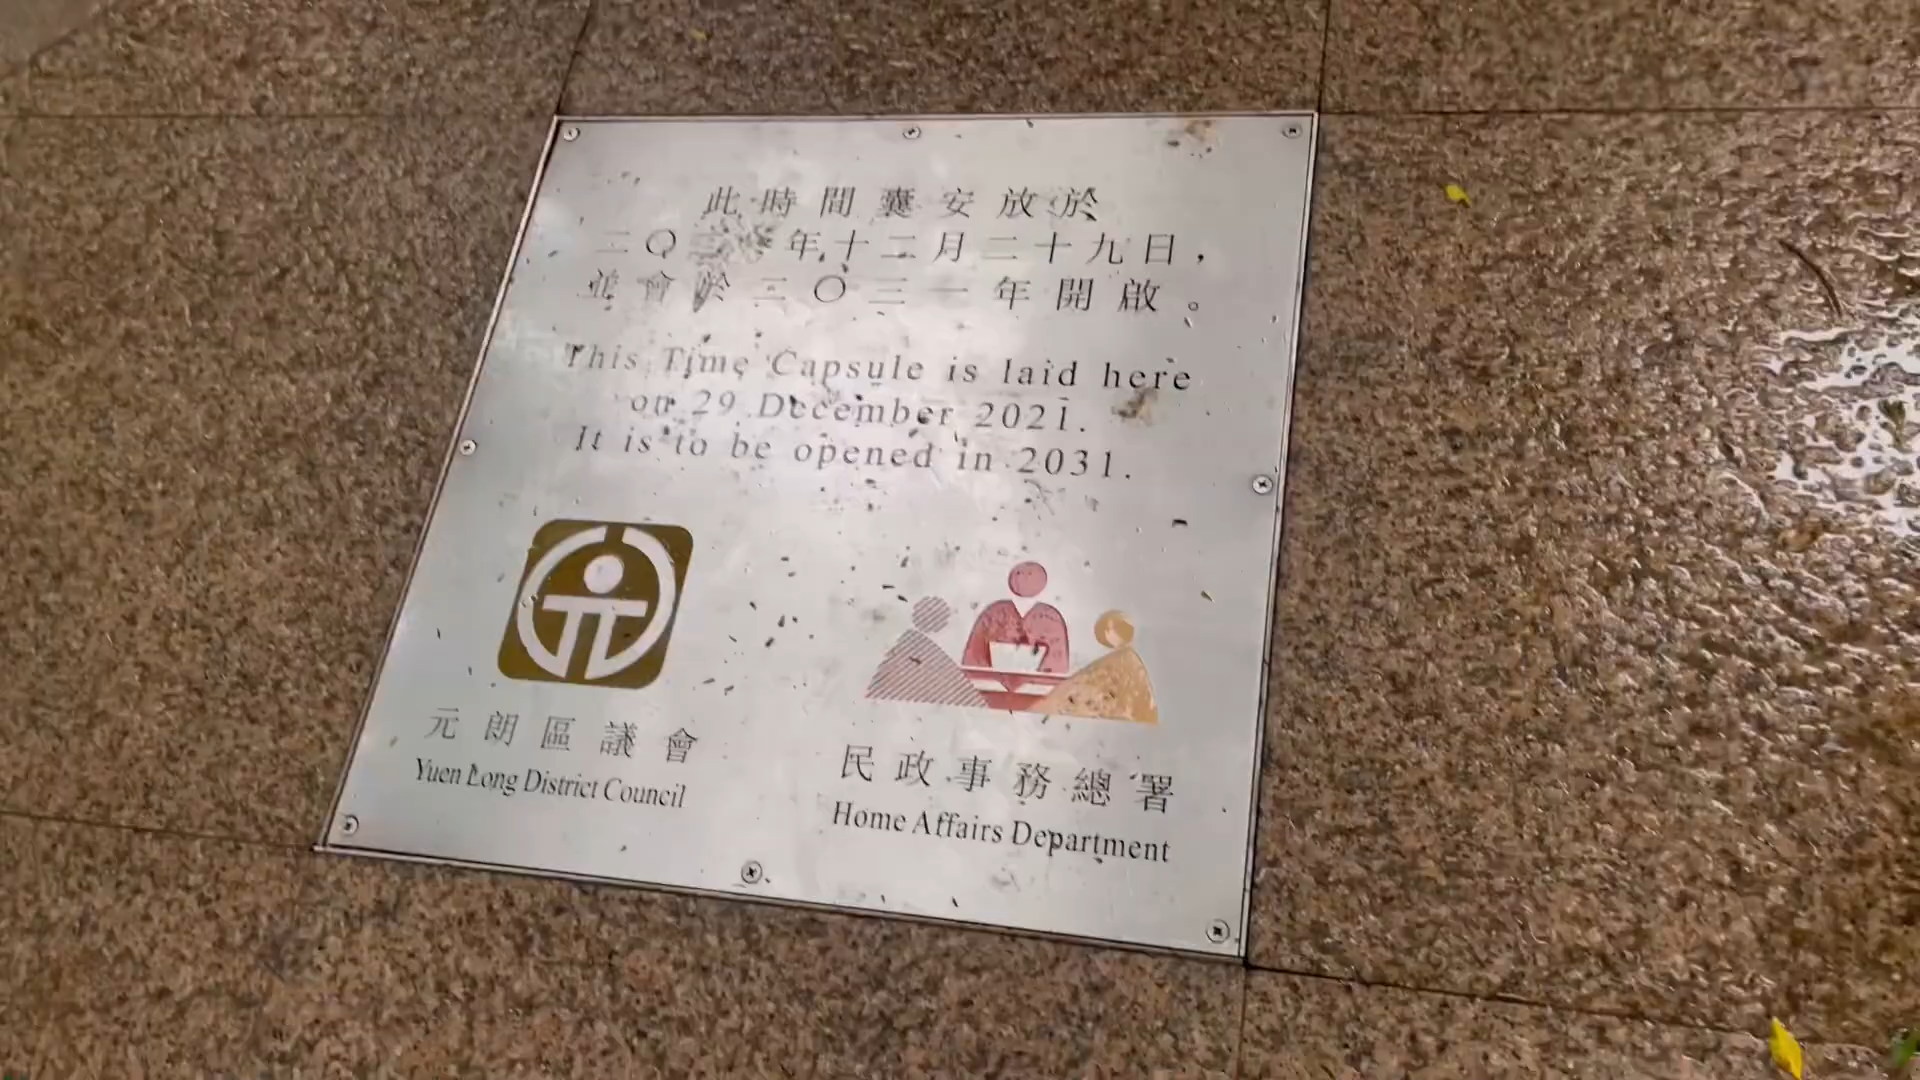 此時間囊安放於
二〇二一年十二月二十九日，
並會於二〇三一年開啟。
This Time Capsule is laid here
on 29 December 2021.
It is to be opened in 2031.
元朗區議會
Yuen Long District Council
民政事務總署
Home Affairs Department